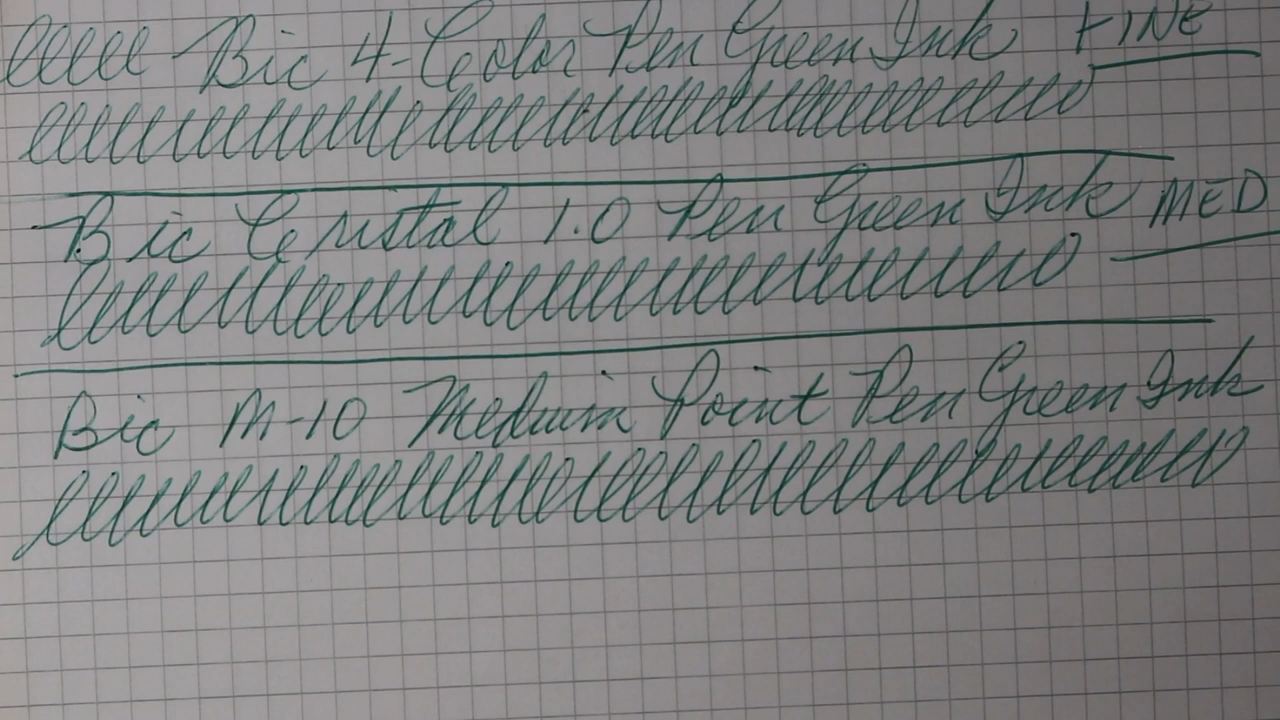 Bic 4-Color Pen Green Ink FINE
Bic Cristal 1.0 Pen Green Ink MED
Bic M-10 Medium Point Pen Green Ink